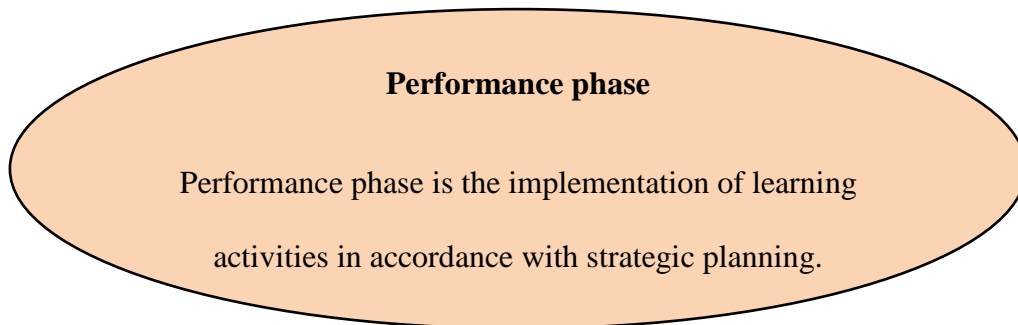 Performance phase
Performance phase is the implementation of learning
activities in accordance with strategic planning.